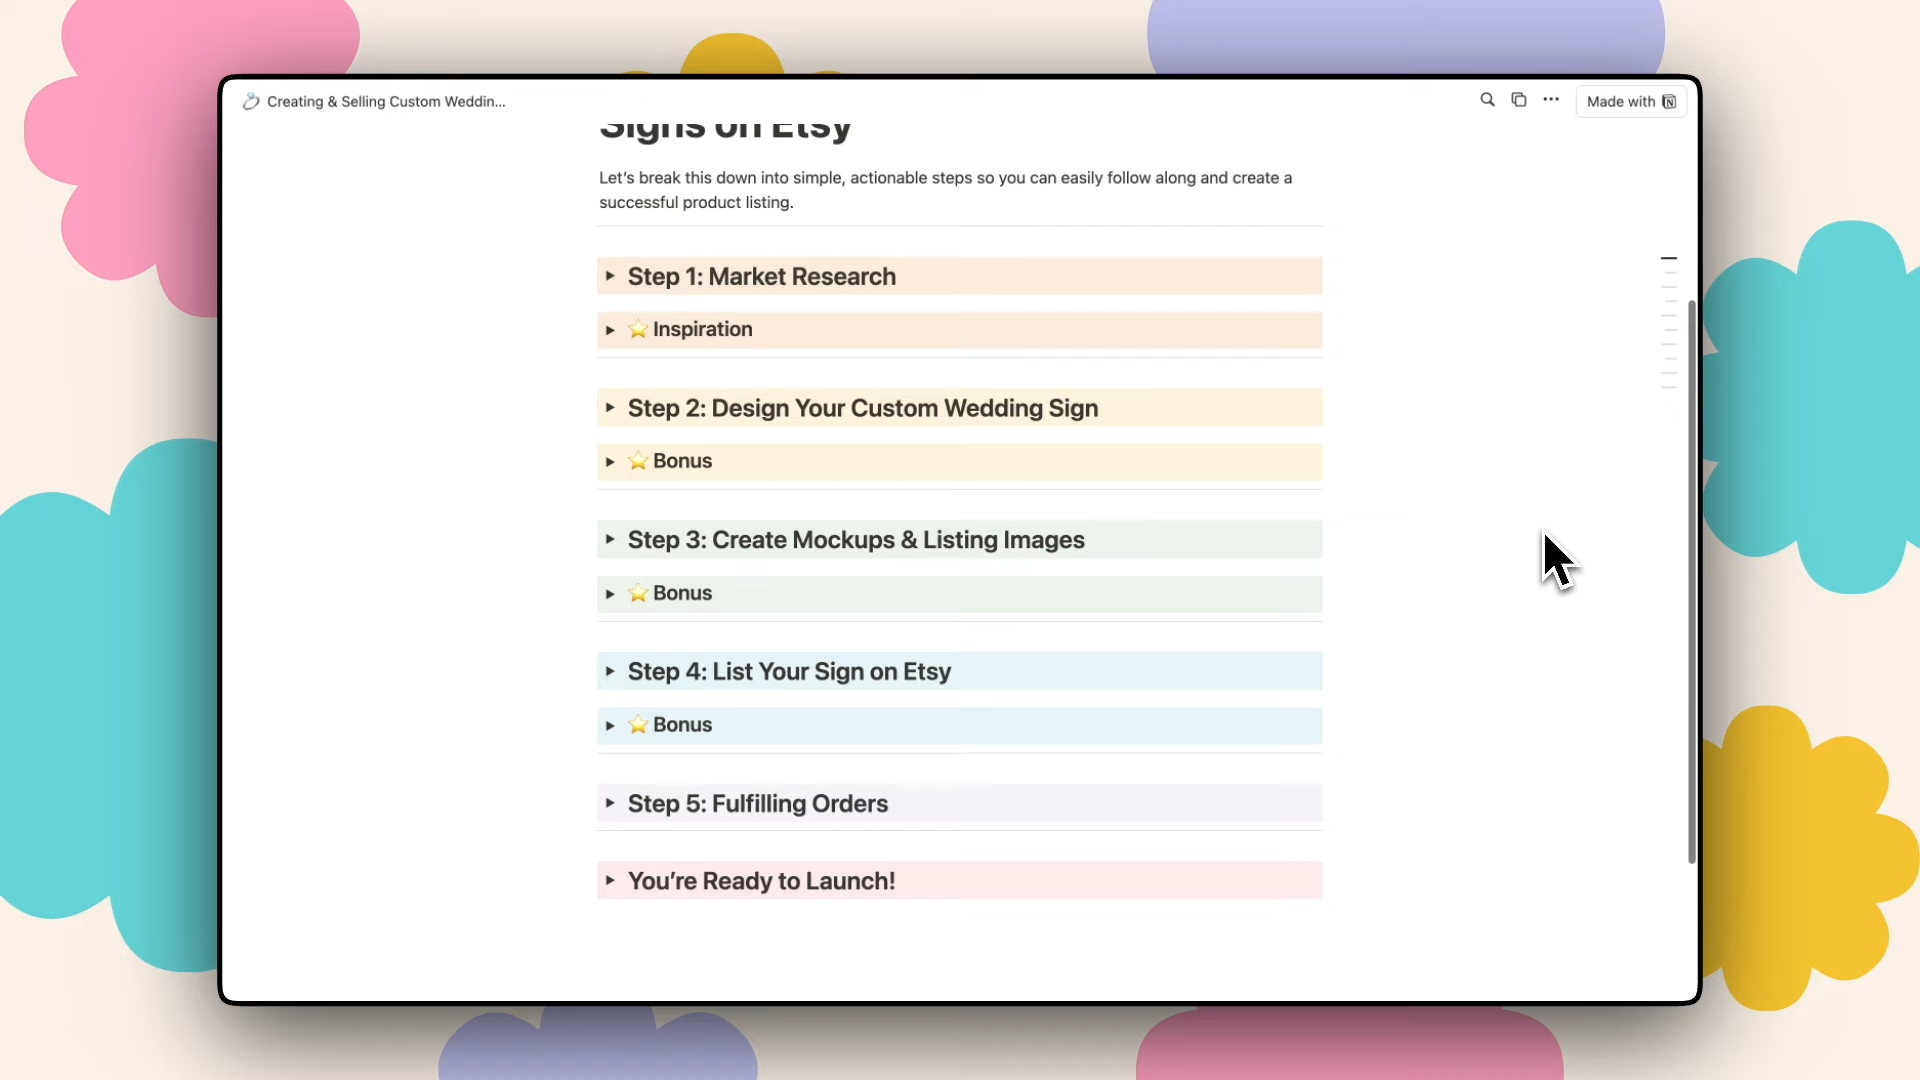 Creating & Selling Custom Weddin...
Made with
Signs on Etsy
Let's break this down into simple, actionable steps so you can easily follow along and create a
successful product listing.
Step 1: Market Research
⭐ Inspiration
Step 2: Design Your Custom Wedding Sign
⭐ Bonus
Step 3: Create Mockups & Listing Images
⭐ Bonus
Step 4: List Your Sign on Etsy
⭐ Bonus
Step 5: Fulfilling Orders
You're Ready to Launch!